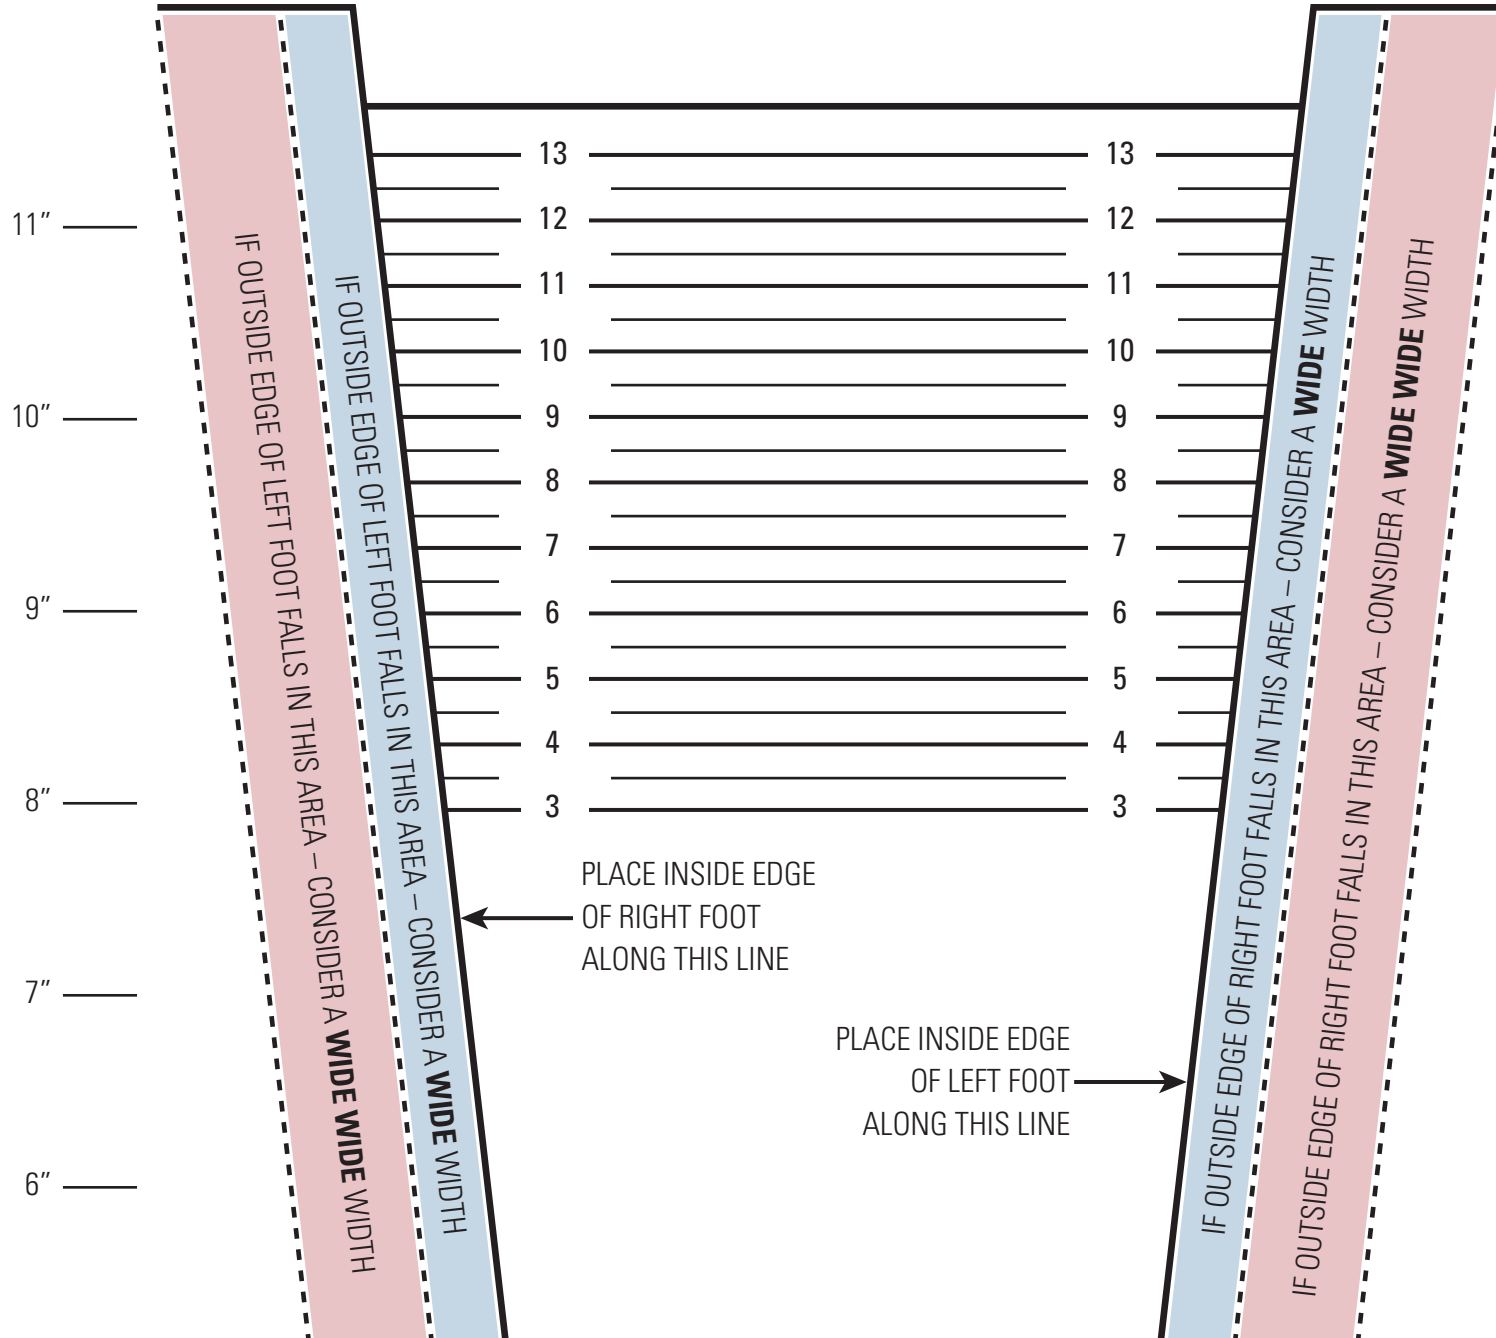 13 13
11″
12 12
11 11
10 10
10″
9 9
8 8
7 7
9″
6 6
5 5
4 4
8″
3 3
7″
6″
IF OUTSIDE EDGE OF LEFT FOOT FALLS IN THIS AREA – CONSIDER A WIDE WIDE WIDTH
IF OUTSIDE EDGE OF LEFT FOOT FALLS IN THIS AREA – CONSIDER A WIDE WIDTH
PLACE INSIDE EDGE
OF RIGHT FOOT
ALONG THIS LINE
PLACE INSIDE EDGE
OF LEFT FOOT
ALONG THIS LINE
IF OUTSIDE EDGE OF RIGHT FOOT FALLS IN THIS AREA – CONSIDER A WIDE WIDTH
IF OUTSIDE EDGE OF RIGHT FOOT FALLS IN THIS AREA – CONSIDER A WIDE WIDE WIDTH